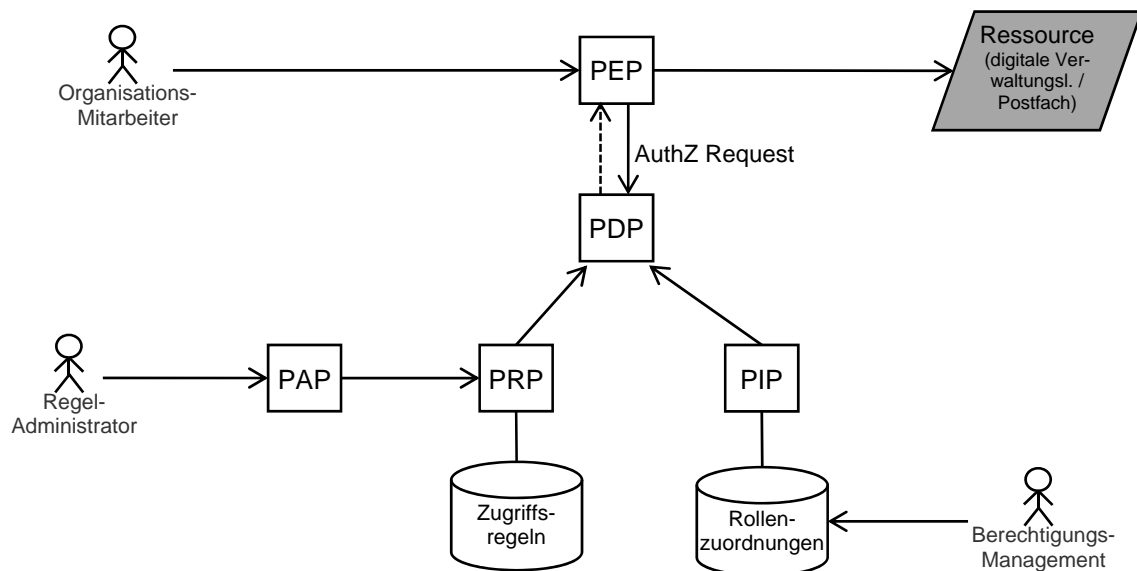 Organisations-
Mitarbeiter
PEP
Ressource
(digitale Ver-
waltungsl. /
Postfach)
AuthZ Request
PDP
Regel-
Administrator
PAP
PRP
PIP
Zugriffs-
regeln
Rollen-
zuordnungen
Berechtigungs-
Management